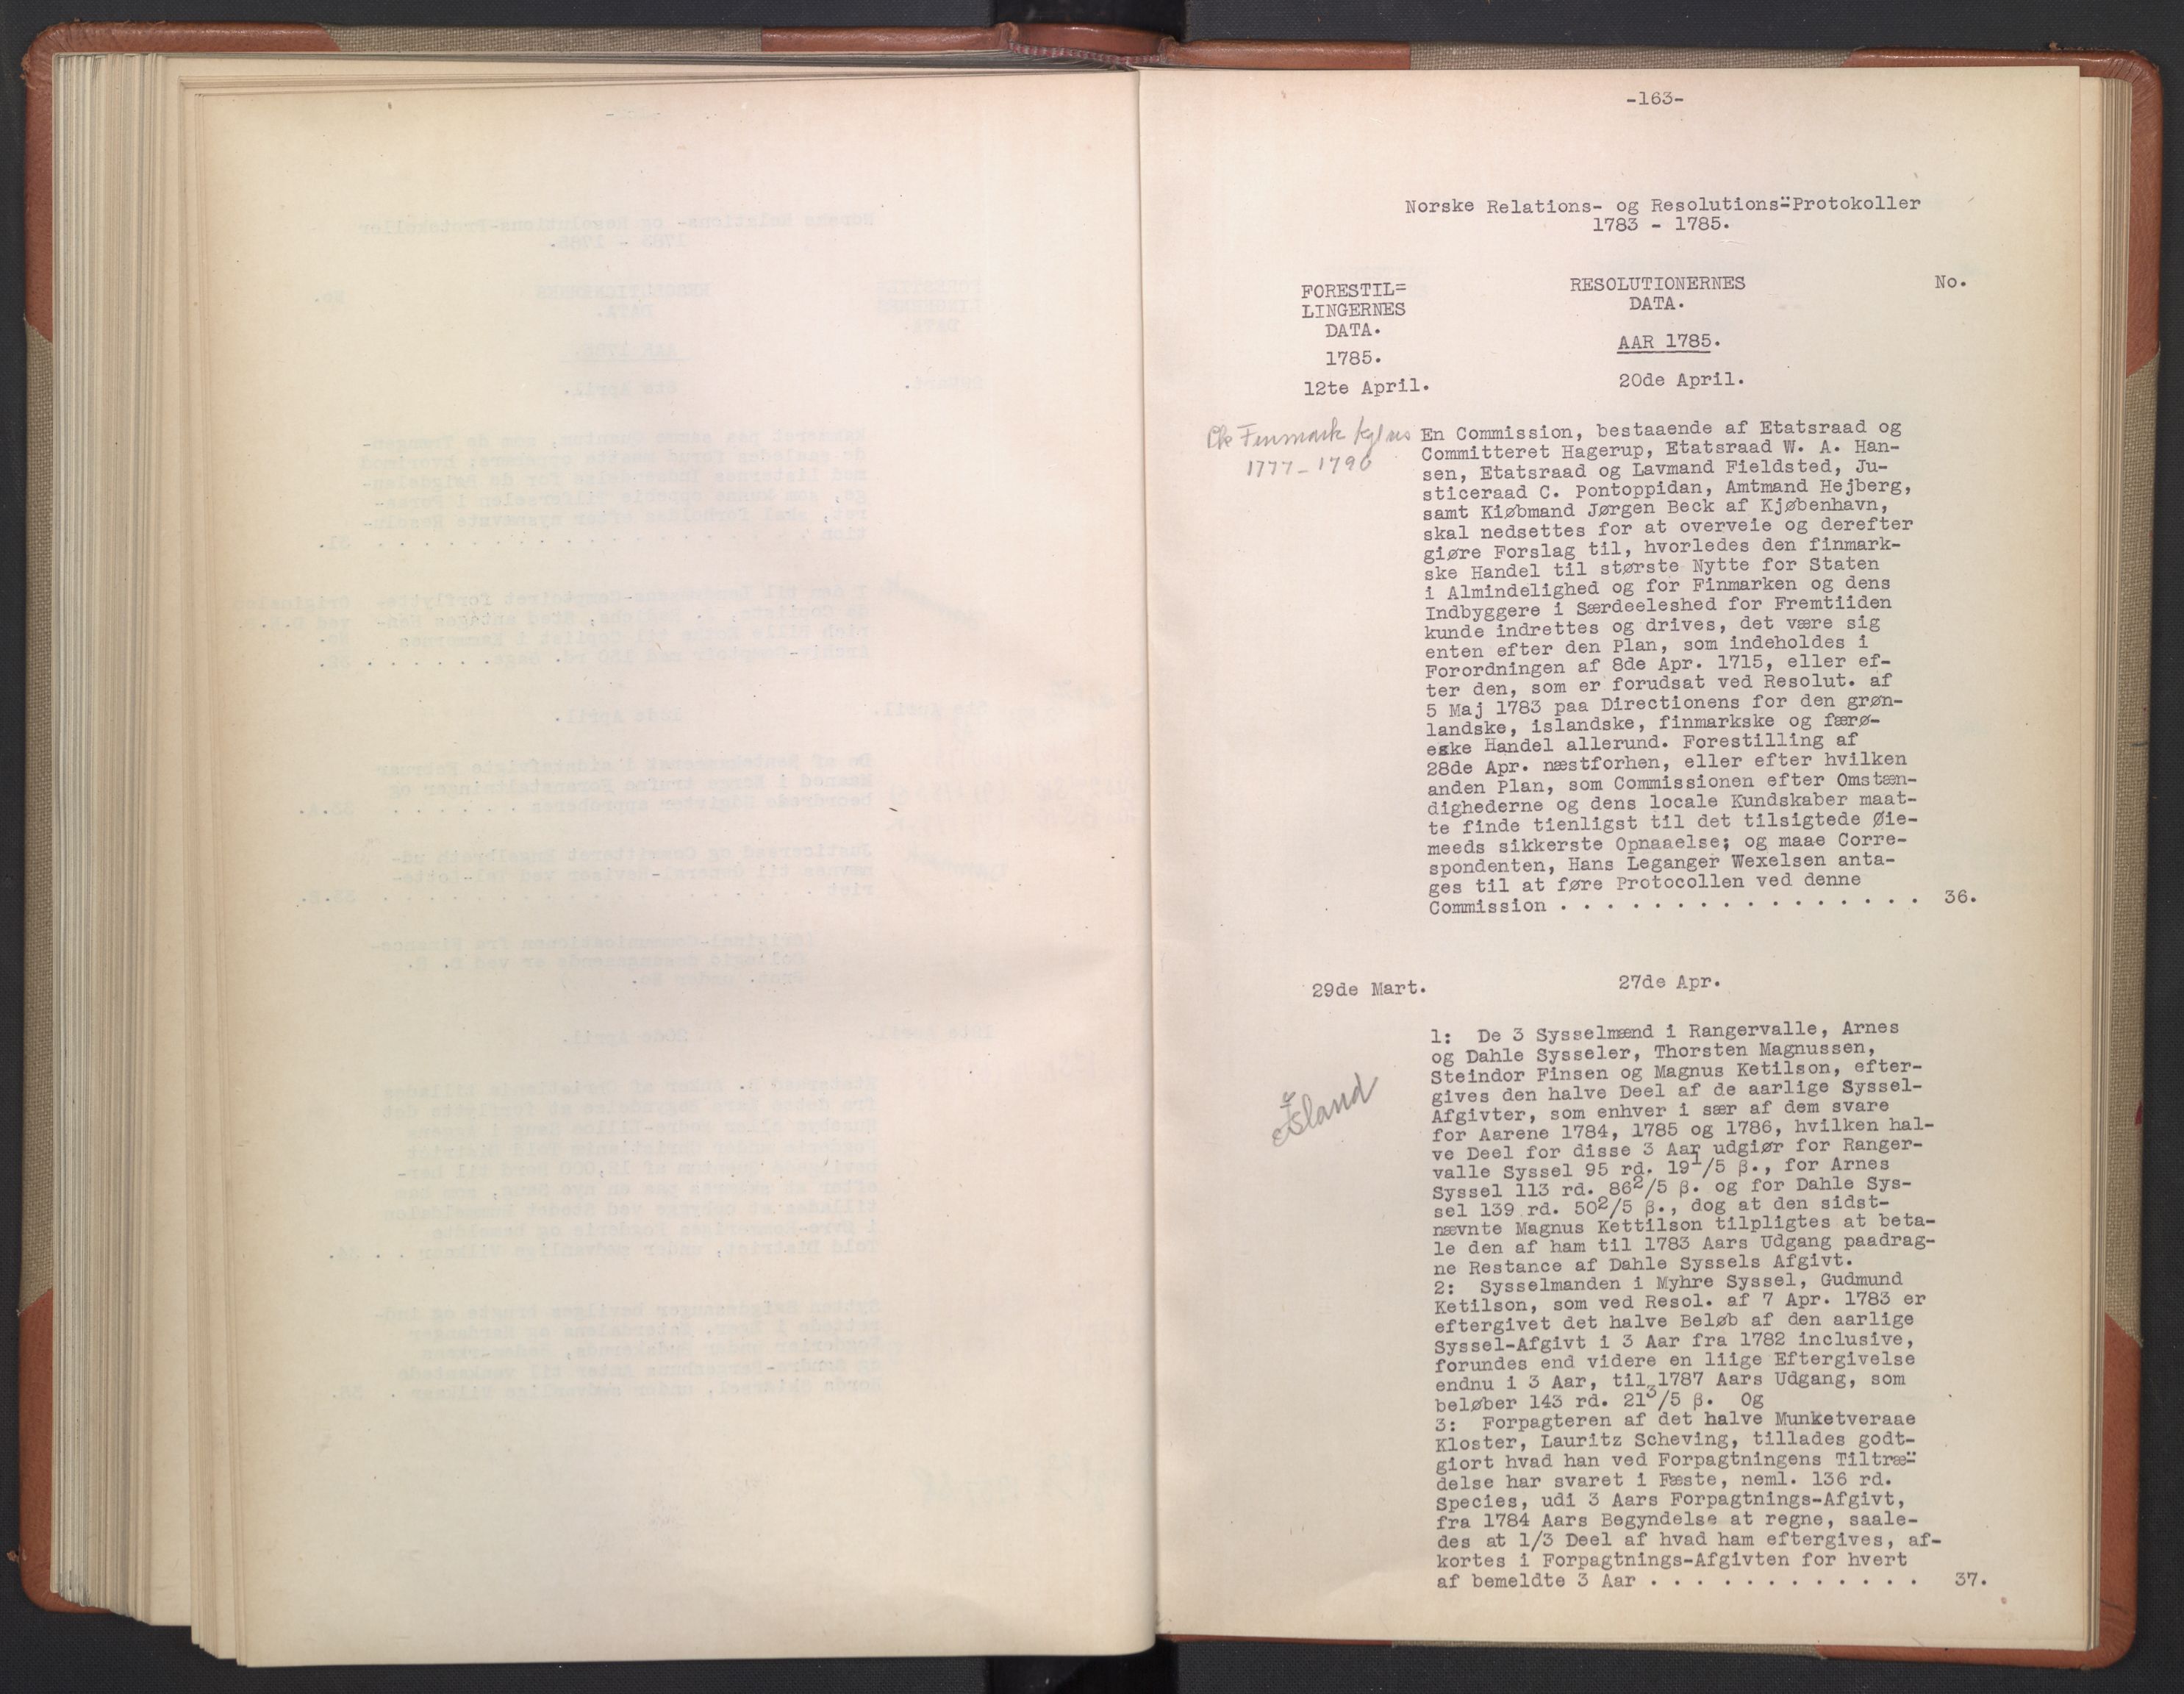 -163-
Norske Relations- og Resolutions-Protokoller
1783 - 1785.
FORESTIL=
LINGERNES
DATA.
1785.
12te April.
RESOLUTIONERNES
DATA.
AAR 1785.
20de April.
No.
Finmark
1777-1790
En Commission, bestaaende af Etatsraad og
Committeret Hagerup, Etatsraad W. A. Han-
sen, Etatsraad og Lavmand Fieldsted, Ju-
sticeraad C. Pontoppidan, Amtmand Hejberg,
samt Kiøbmand Jørgen Beck af Kjøbenhavn,
skal nedsettes for at overveie og derefter
giøre Forslag til, hvorledes den finmark-
ske Handel til største Nytte for Staten
i Almindelighed og for Finmarken og dens
Indbyggere i Særdeeleshed for Fremtiiden
kunde indrettes og drives, det være sig
enten efter den Plan, som indeholdes i
Forordningen af 8de Apr. 1715, eller ef-
ter den, som er forudsat ved Resolut. af
5 Maj 1783 paa Directionens for den grøn-
landske, islandske, finmarkske og færø-
eske Handel allerund. Forestilling af
28de Apr. næstforhen, eller efter hvilken
anden Plan, som Commissionen efter Omstæn-
dighederne og dens locale Kundskaber maat-
te finde tienligst til det tilsigtede Øie-
meeds sikkerste Opnaaelse; og maae Corre-
spondenten, Hans Leganger Wexelsen anta-
ges til at føre Protocollen ved denne
Commission . . . . . . . . . . . . . . . . 36.
29de Mart.
27de Apr.
Island
1: De 3 Sysselmænd i Rangervalle, Arnes
og Dahle Sysseler, Thorsten Magnussen,
Steindor Finsen og Magnus Ketilson, efter-
gives den halve Deel af de aarlige Syssel-
Afgivter, som enhver i sær af dem svare
for Aarene 1784, 1785 og 1786, hvilken hal-
ve Deel for disse 3 Aar udgiør for Ranger-
valle Syssel 95 rd. 19 1/5 β., for Arnes
Syssel 113 rd. 86 2/5 β. og for Dahle Sys-
sel 139 rd. 50 2/5 β., dog at den sidst-
nævnte Magnus Kettilson tilpligtes at beta-
le den af ham til 1783 Aars Udgang paadrag-
ne Restance af Dahle Syssels Afgivt.
2: Sysselmanden i Myhre Syssel, Gudmund
Ketilson, som ved Resol. af 7 Apr. 1783 er
eftergivet det halve Beløb af den aarlige
Syssel-Afgivt i 3 Aar fra 1782 inclusive,
forundes end videre en liige Eftergivelse
endnu i 3 Aar, til 1787 Aars Udgang, som
beløber 143 rd. 21 3/5 β. Og
3: Forpagteren af det halve Munketveraae
Kloster, Lauritz Scheving, tillades godt-
giort hvad han ved Forpagtningens Tiltræ-
delse har svaret i Fæste, neml. 136 rd.
Species, udi 3 Aars Forpagtnings-Afgivt,
fra 1784 Aars Begyndelse at regne, saale-
des at 1/3 Deel af hvad ham eftergives, af-
kortes i Forpagtnings-Afgivten for hvert
af bemeldte 3 Aar . . . . . . . . . . . . 37.